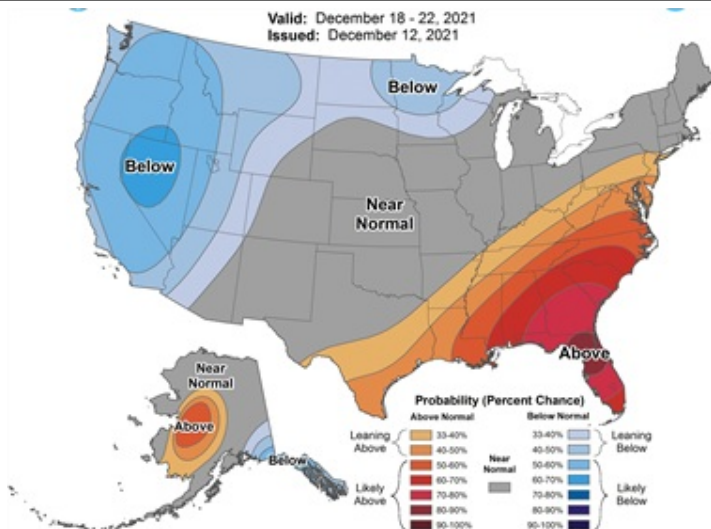 Valid: December 18 - 22, 2021
Issued: December 12, 2021
Below
Below
Near
Normal
Above
Near
Normal
Above
Below
Probability (Percent Chance)
Above Normal
Below Normal
Leaning
Above
33-40%
40-50%
Likely
Above
50-60%
60-70%
70-80%
80-90%
90-100%
Near
Normal
33-40%
40-50%
Leaning
Below
50-60%
60-70%
70-80%
80-90%
90-100%
Likely
Below